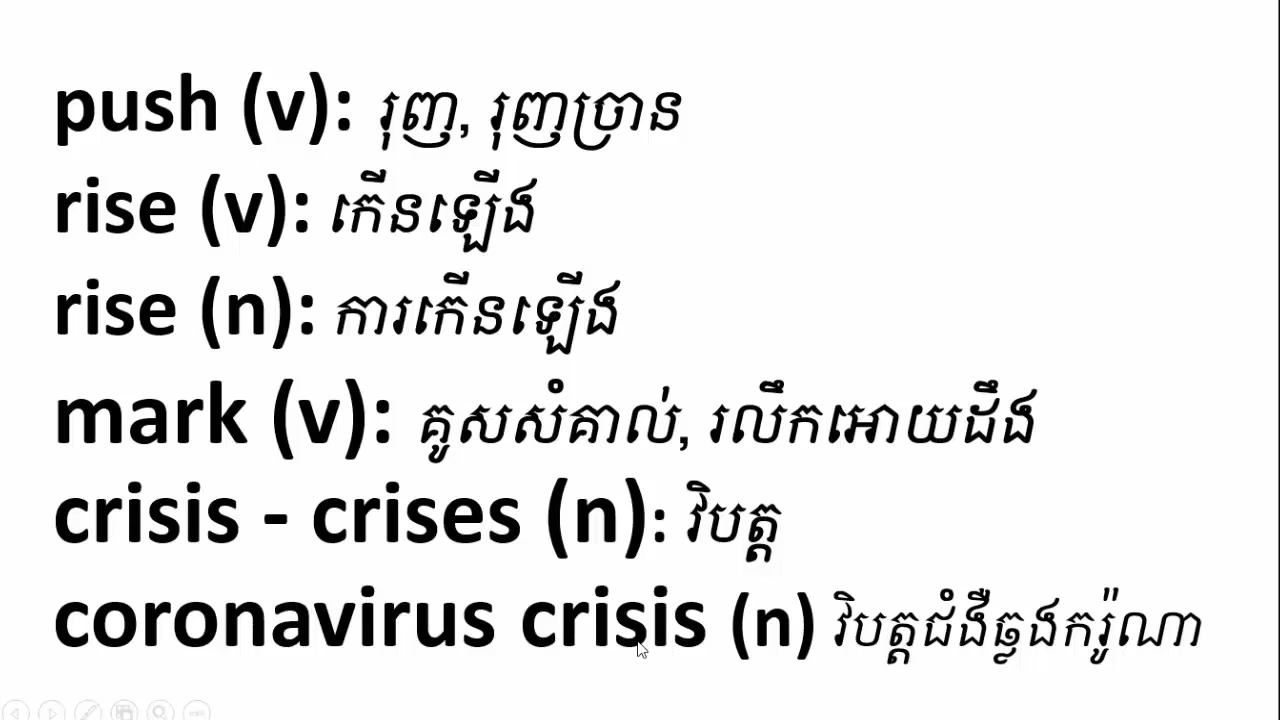 push (v): រុញ, រុញច្រាន
rise (v): កើនឡើង
rise (n): ការកើនឡើង
mark (v): គូសសំគាល់, រលឹកអោយដឹង
crisis - crises (n): វិបត្ត
coronavirus crisis (n) វិបត្តជំងឺឆ្លងករ៉ូណា